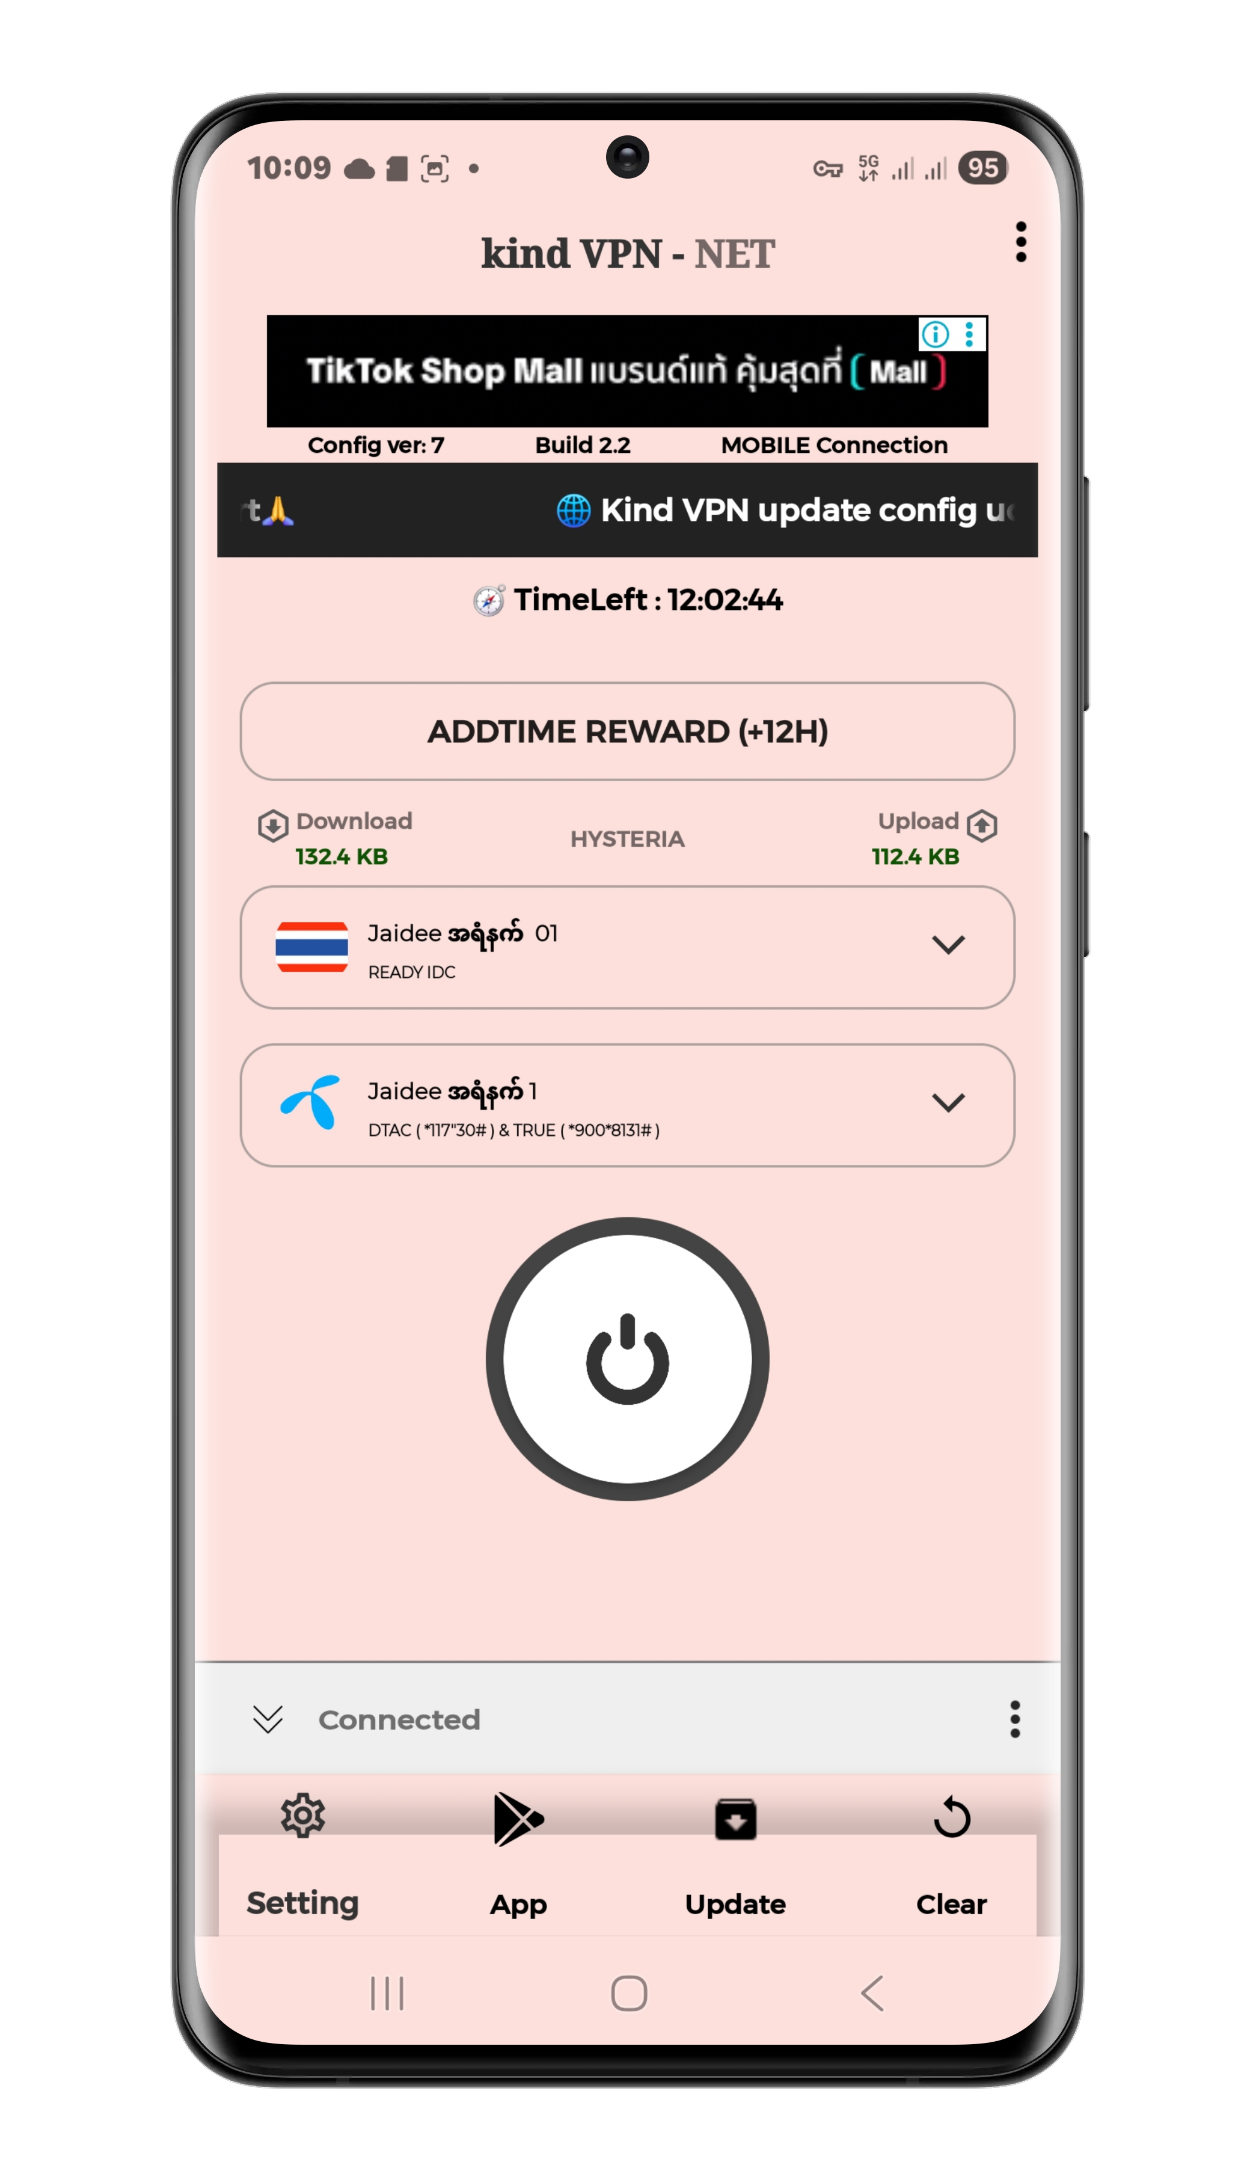 10:09
5G
95
kind VPN - NET
TikTok Shop Mall แบรนด์แท้ คุ้มสุดที่ ( Mall )
Config ver: 7 Build 2.2 MOBILE Connection
t🙏 🌐 Kind VPN update config
🧭 TimeLeft : 12:02:44
ADDTIME REWARD (+12H)
Download HYSTERIA Upload
132.4 KB 112.4 KB
Jaidee အရံနက် 01
READY IDC
Jaidee အရံနက် 1
DTAC ( *117"30# ) & TRUE ( *900*8131# )
Connected
Setting App Update Clear